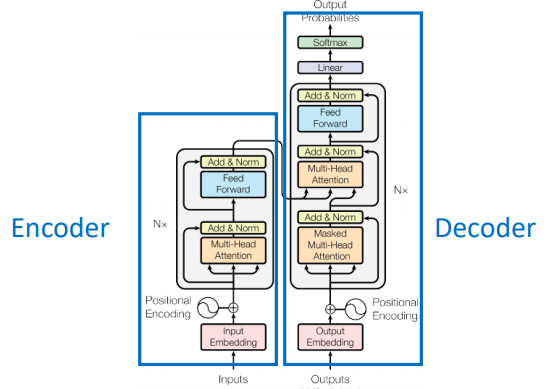 Output
Probabilities
Softmax
Linear
Add & Norm
Feed
Forward
Add & Norm
Multi-Head
Attention
Add & Norm
Masked
Multi-Head
Attention
N×
Decoder
Positional
Encoding
Output
Embedding
Outputs
Encoder
N×
Add & Norm
Feed
Forward
Add & Norm
Multi-Head
Attention
Positional
Encoding
Input
Embedding
Inputs